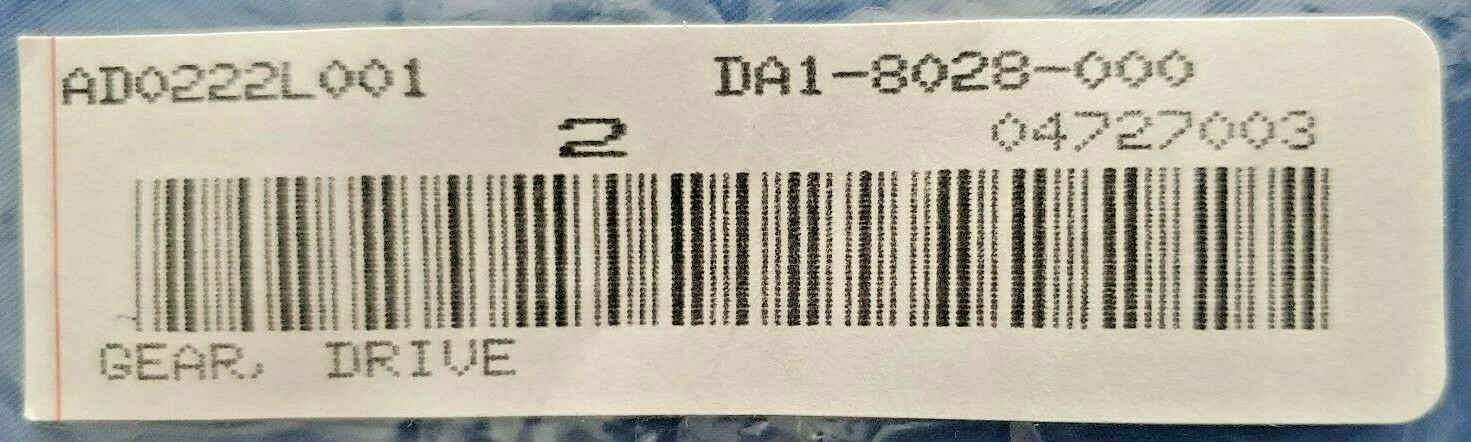 AD0222L001 DA1-8028-000
2 04727003
GEAR, DRIVE